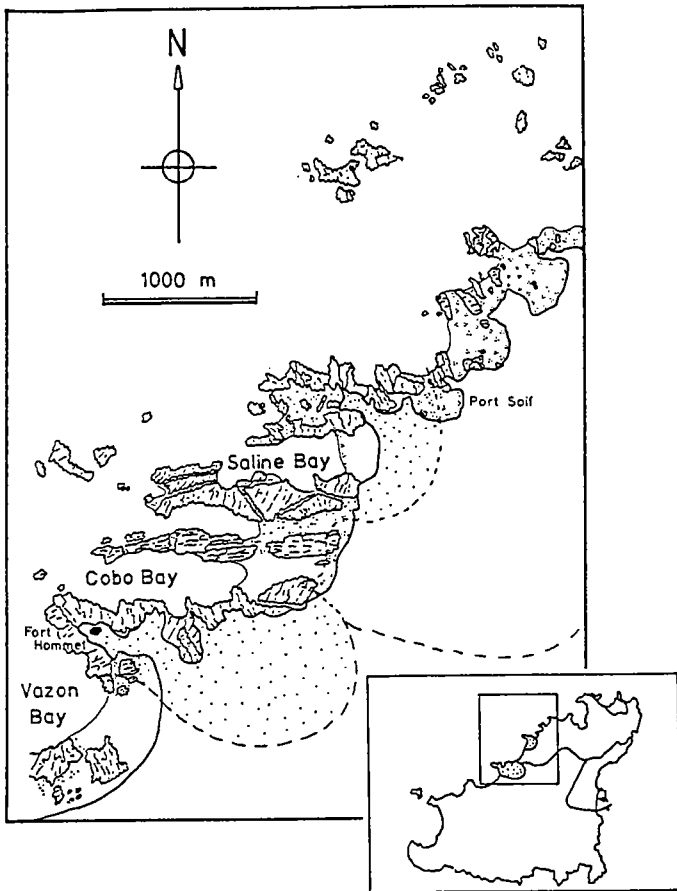 N
1000 m
Port Soif
Saline Bay
Cobo Bay
Fort
Hommet
Vazon
Bay